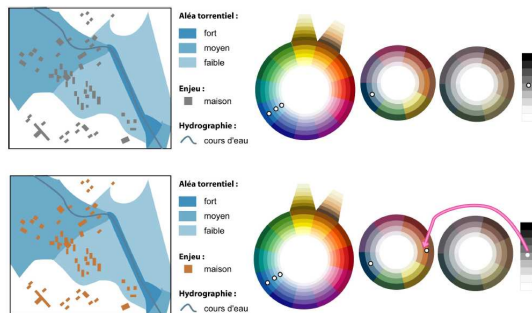 Aléa torrentiel :
fort
moyen
faible
Enjeu :
maison
Hydrographie :
cours d'eau
Aléa torrentiel :
fort
moyen
faible
Enjeu :
maison
Hydrographie :
cours d'eau